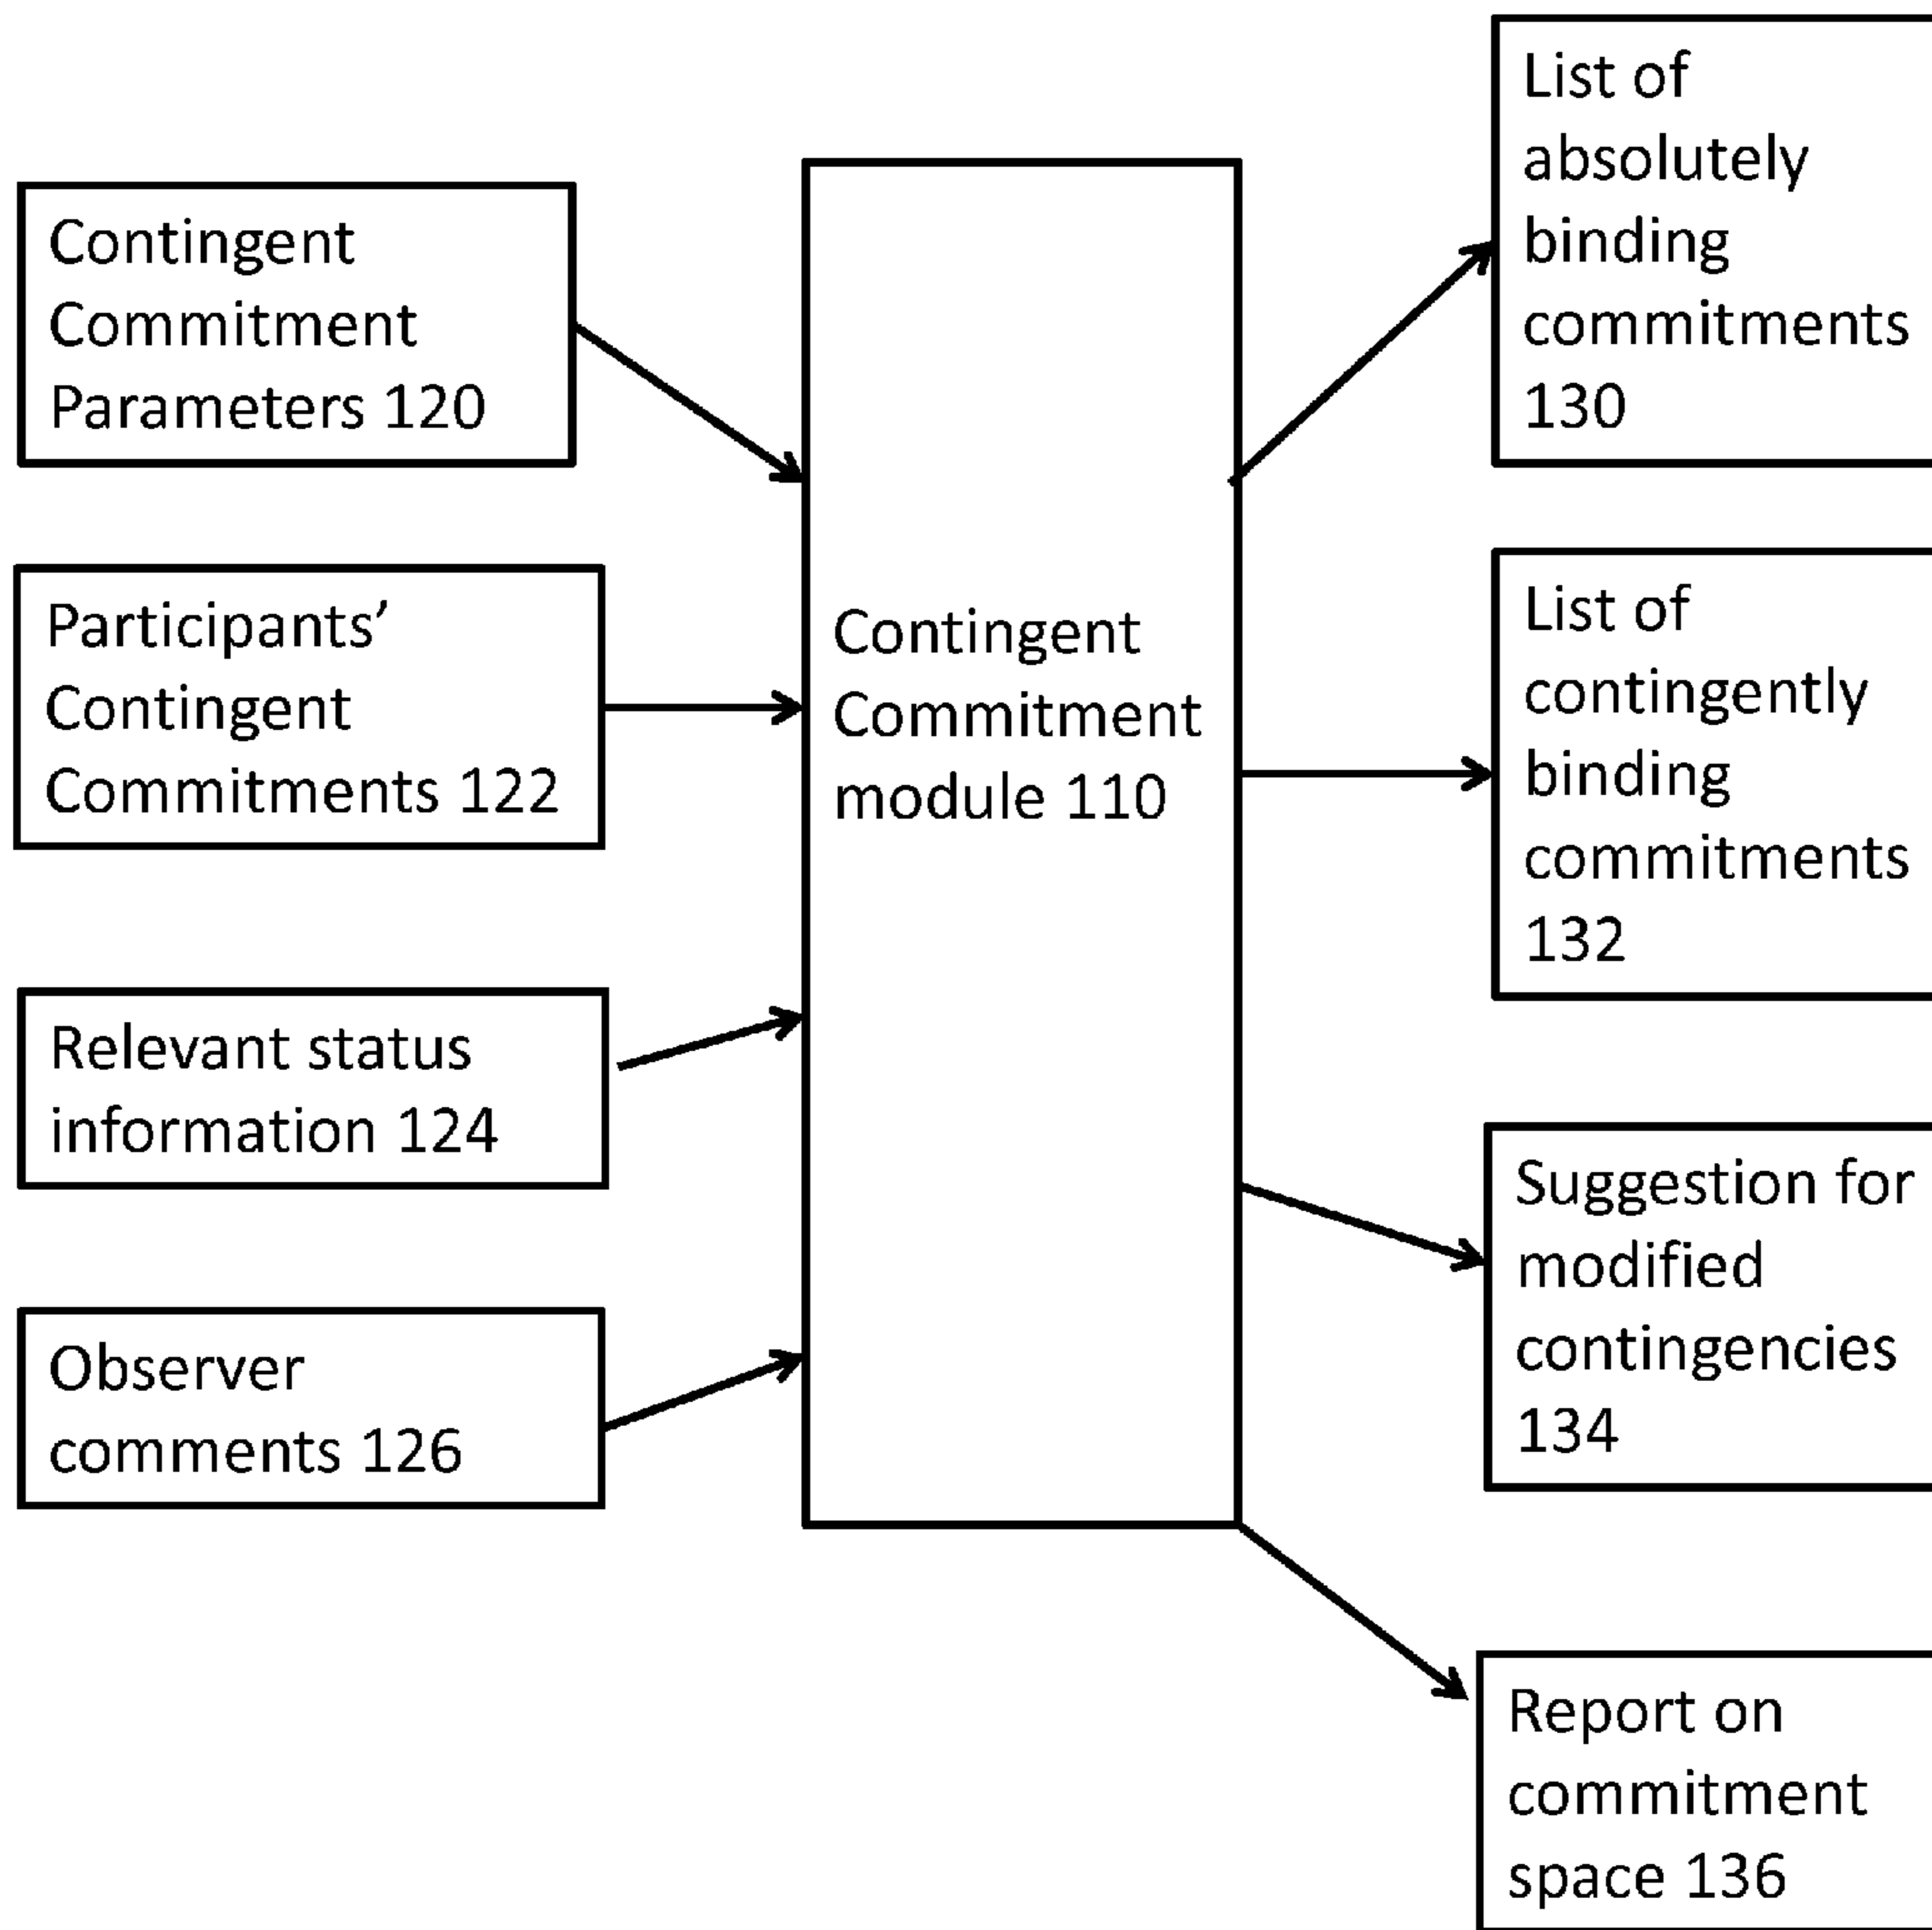 Contingent
Commitment
Parameters 120
Participants’
Contingent
Commitments 122
Relevant status
information 124
Observer
comments 126
Contingent
Commitment
module 110
List of
absolutely
binding
commitments
130
List of
contingently
binding
commitments
132
Suggestion for
modified
contingencies
134
Report on
commitment
space 136